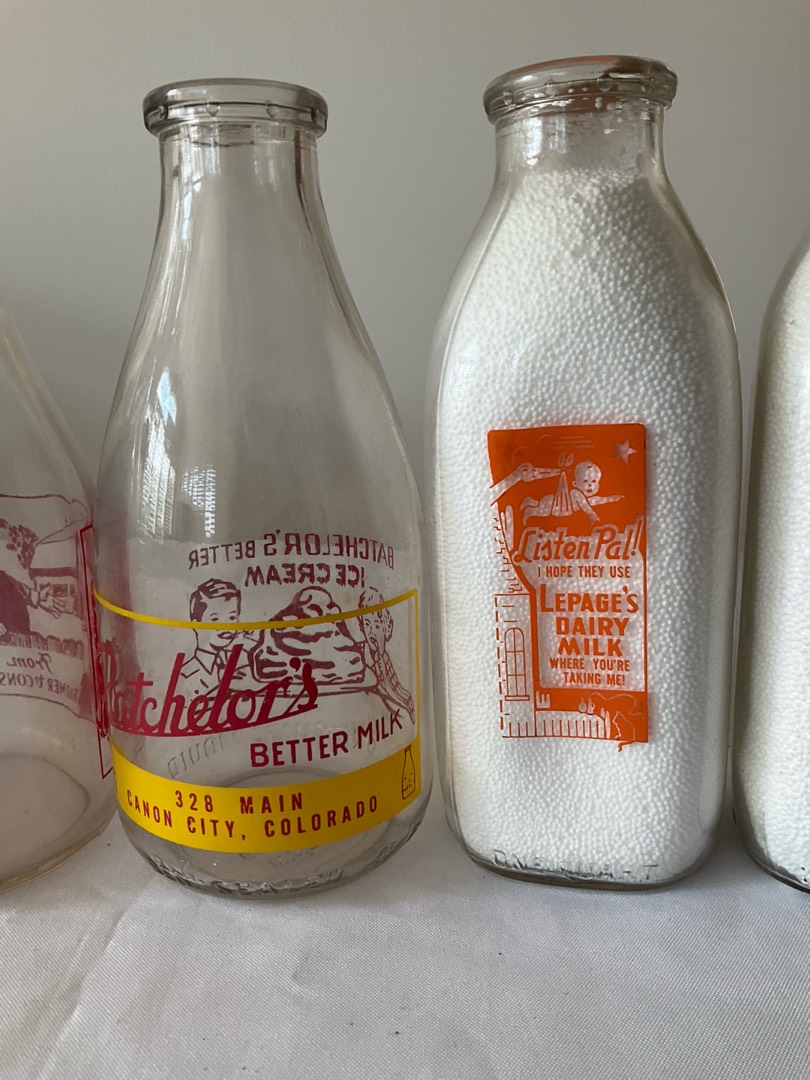 BATCHELOR'S BETTER
ICE CREAM
Batchelor's
BETTER MILK
328 MAIN
CANON CITY, COLORADO
Listen Pal!
I HOPE THEY USE
LEPAGE'S
DAIRY
MILK
WHERE YOU'RE
TAKING ME!
From